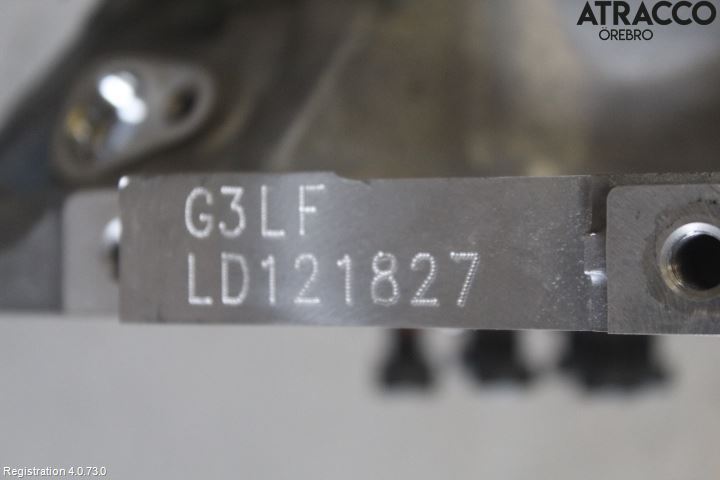 ATRACCO
ÖREBRO
G3LF
LD121827
Registration 4.0.73.0